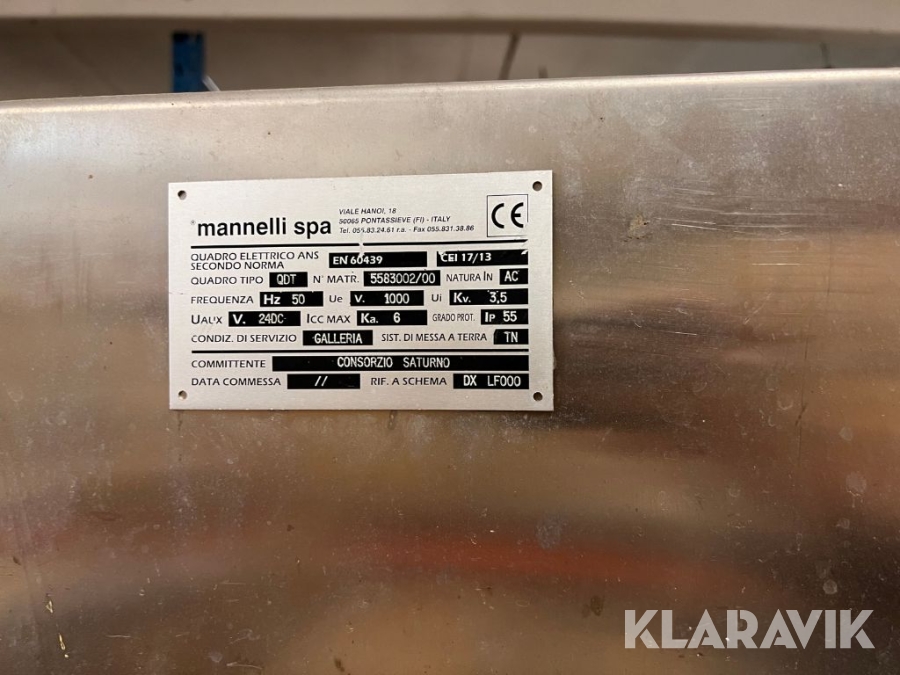 mannelli spa
VIALE HANOI, 18
50065 PONTASSIEVE (FI) - ITALY
Tel. 055.83.24.61 r.a. - Fax 055.831.38.86
CE
QUADRO ELETTRICO ANS SECONDO NORMA EN 60439 CEI 17/13
QUADRO TIPO QDT N° MATR. 5583002/00 NATURA IN AC
FREQUENZA Hz 50 Ue V. 1000 Ui Kv. 3,5
UAUX V. 24DC ICC MAX Ka. 6 GRADO PROT. IP 55
CONDIZ. DI SERVIZIO GALLERIA SIST. DI MESSA A TERRA TN
COMMITTENTE CONSORZIO SATURNO
DATA COMMESSA // RIF. A SCHEMA DX LF000
KLARAVIK